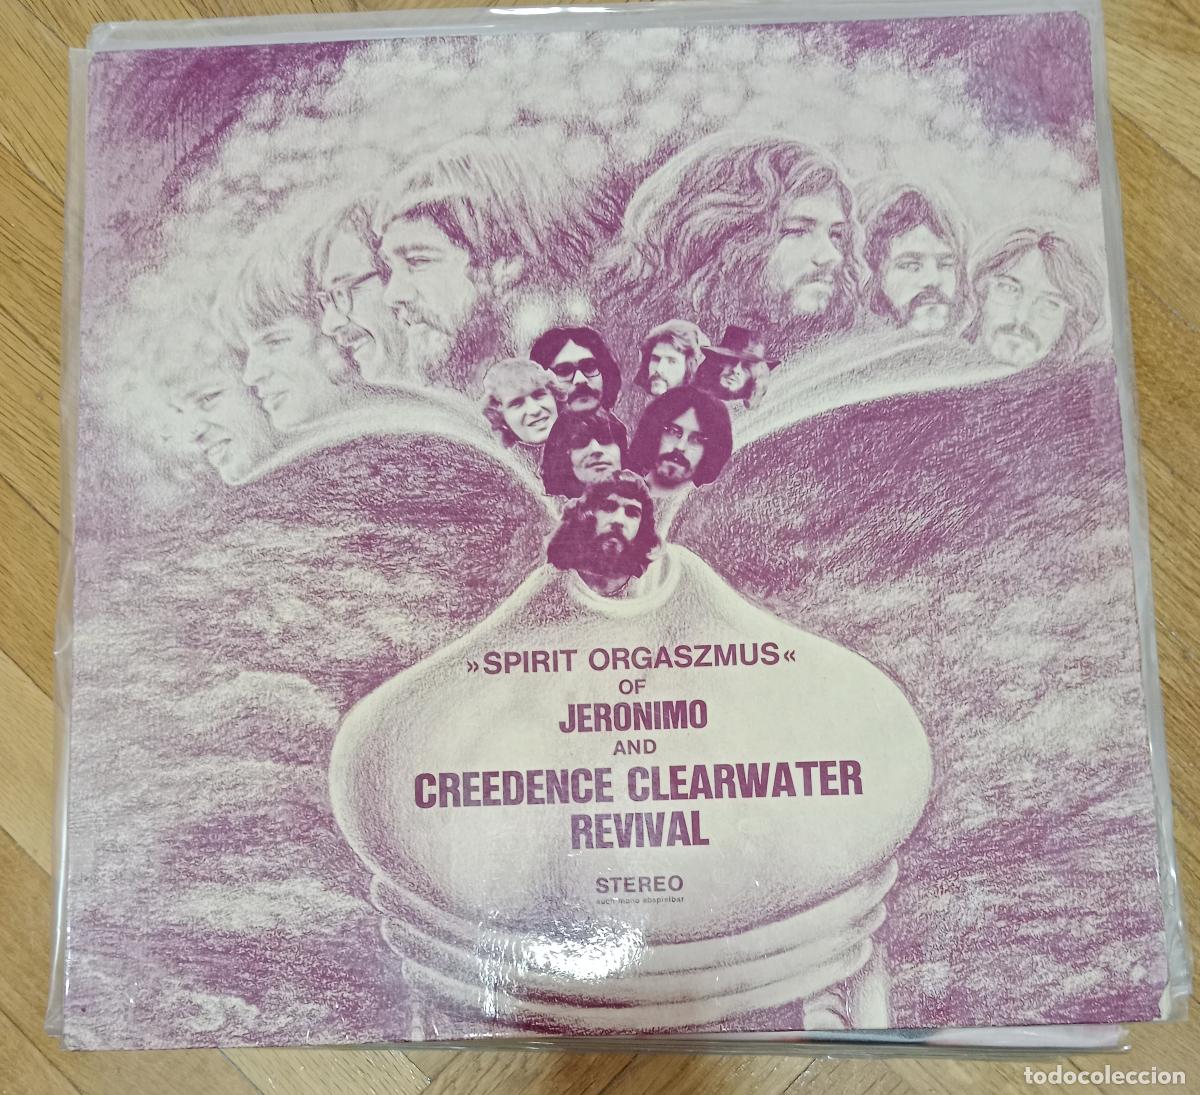 »SPIRIT ORGASZMUS«
OF
JERONIMO
AND
CREEDENCE CLEARWATER
REVIVAL
STEREO
auch mono abspielbar
todocoleccion